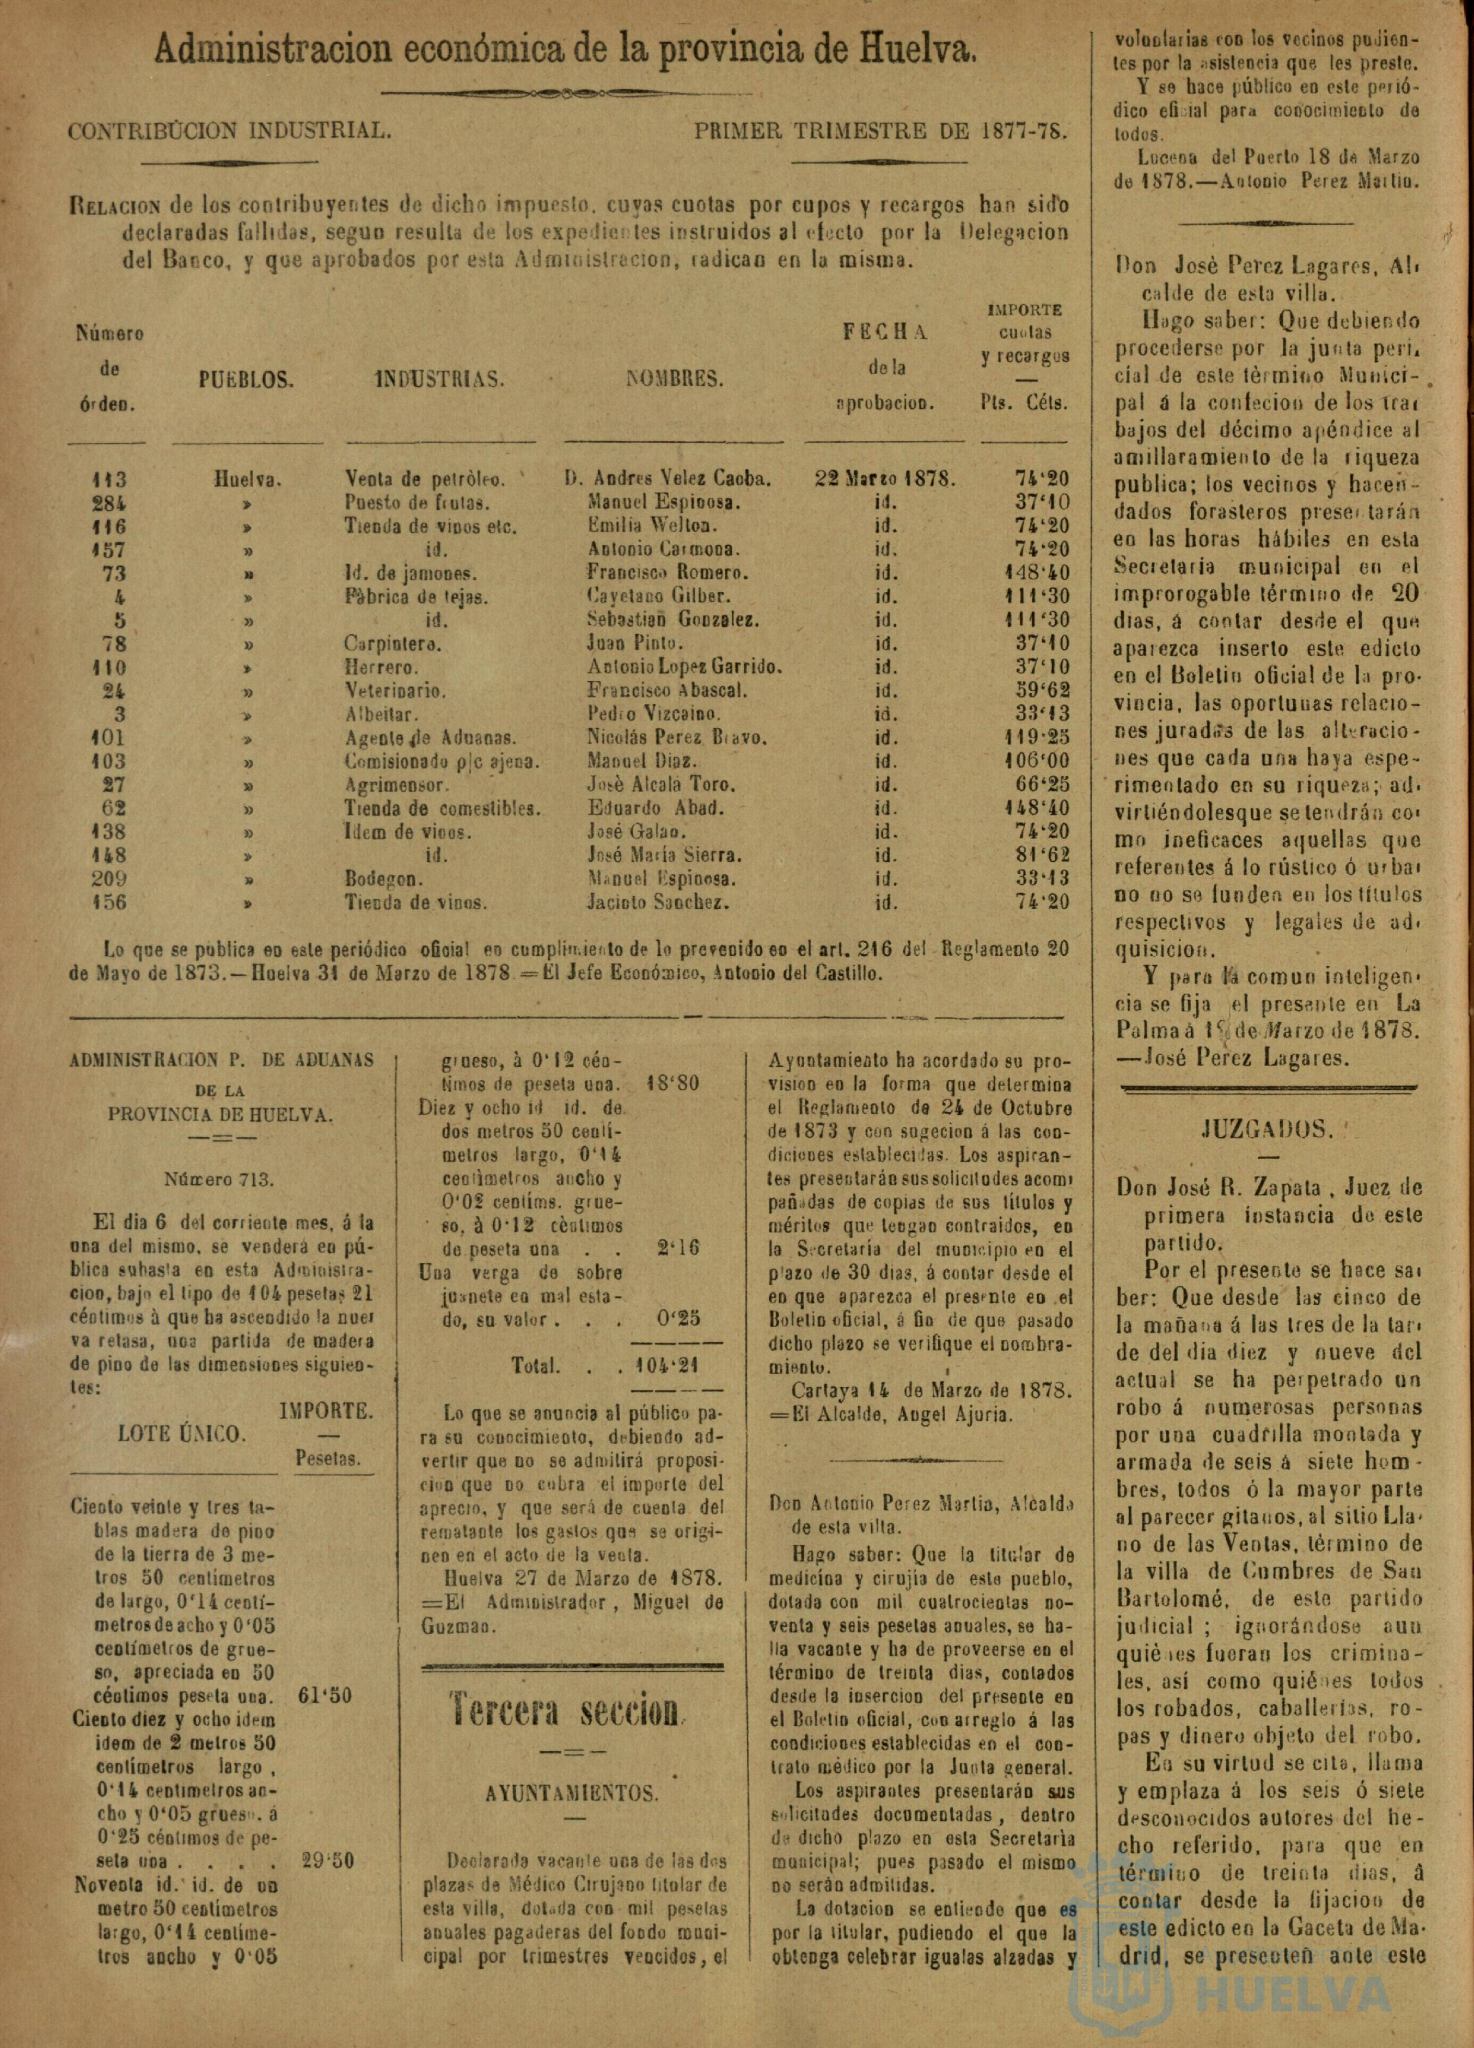 Administracion económica de la provincia de Huelva.
CONTRIBUCION INDUSTRIAL. PRIMER TRIMESTRE DE 1877-78.
RELACION de los contribuyentes de dicho impuesto, cuyas cuotas por cupos y recargos han sido
declaradas fallidas, segun resulta de los expedientes instruidos al efecto por la Delegacion
del Banco, y que aprobados por esta Administracion, radican en la misma.
Número de órden. PUEBLOS. INDUSTRIAS. NOMBRES. FECHA de la aprobacion. IMPORTE cuotas y recargos — Pts. Céts.
113 Huelva. Venta de petróleo. D. Andres Velez Caoba. 22 Marzo 1878. 74'20
284 » Puesto de frutas. Manuel Espinosa. id. 37'10
116 » Tienda de vinos etc. Emilia Welton. id. 74'20
157 » id. Antonio Carmona. id. 74'20
73 » Id. de jamones. Francisco Romero. id. 148'40
4 » Fàbrica de tejas. Cayetano Gilber. id. 111'30
5 » id. Sebastian Gonzalez. id. 111'30
78 » Carpintero. Juan Pinto. id. 37'10
110 » Herrero. Antonio Lopez Garrido. id. 37'10
24 » Veterinario. Francisco Abascal. id. 59'62
3 » Albeitar. Pedro Vizcaino. id. 33'13
101 » Agente de Aduanas. Nicolás Perez Bravo. id. 119'25
103 » Comisionado p/c ajena. Manuel Diaz. id. 106'00
27 » Agrimensor. Josè Alcalá Toro. id. 66'25
62 » Tienda de comestibles. Eduardo Abad. id. 148'40
138 » Idem de vinos. José Galan. id. 74'20
148 » id. José María Sierra. id. 81'62
209 » Bodegon. Manuel Espinosa. id. 33'13
156 » Tienda de vinos. Jacinto Sanchez. id. 74'20
Lo que se publica en este periódico oficial en cumplimiento de lo prevenido en el art. 216 del Reglamento 20
de Mayo de 1873.—Huelva 31 de Marzo de 1878.=El Jefe Económico, Antonio del Castillo.
ADMINISTRACION P. DE ADUANAS
DE LA
PROVINCIA DE HUELVA.
Número 713.
El dia 6 del corriente mes, á la
una del mismo, se venderá en pú-
blica subasta en esta Administra-
cion, bajo el tipo de 104 pesetas 21
céntimos à que ha ascendido la nuer
va retasa, una partida de madera
de pino de las dimensiones siguien-
tes:
IMPORTE.
LOTE ÚNICO. —
Pesetas.
Ciento veinte y tres ta-
blas madera de pino
de la tierra de 3 me-
tros 50 centímetros
de largo, 0'14 centí-
metros de acho y 0'05
centímetros de grue-
so, apreciada en 50
céntimos peseta una. 61'50
Ciento diez y ocho idem
idem de 2 metros 50
centímetros largo,
0'14 centimetros an-
cho y 0'05 grueso, á
0'25 céntimos de pe-
seta una . . . . 29'50
Noventa id. id. de un
metro 50 centímetros
largo, 0'14 centíme-
tros ancho y 0'05
grueso, à 0'12 cén-
timos de peseta una. 18'80
Diez y ocho id id. de
dos metros 50 centí-
metros largo, 0'14
centìmetros ancho y
0'02 centims. grue-
so, à 0'12 cèntimos
de peseta una . . 2'16
Una verga de sobre
juanete en mal esta-
do, su valor . . . 0'25
Total. . . 104'21
Lo que se anuncia al público pa-
ra su conocimiento, debiendo ad-
vertir que no se admitirá proposi-
cion que no cubra el importe del
aprecio, y que será de cuenta del
rematante los gastos que se origi-
nen en el acto de la venta.
Huelva 27 de Marzo de 1878.
=El Administrador, Miguel de
Guzman.
Tercera seccion.
AYUNTAMIENTOS.
Declarada vacante una de las dos
plazas de Médico Cirujano titular de
esta villa, dotada con mil pesetas
anuales pagaderas del fondo muni-
cipal por trimestres vencidos, el
Ayuntamiento ha acordado su pro-
vision en la forma que determina
el Reglamento de 24 de Octubre
de 1873 y con sugecion á las con-
diciones establecidas. Los aspiran-
tes presentarán sus solicitudes acom-
pañadas de copias de sus títulos y
méritos que tengan contraidos, en
la Secretaría del municipio en el
plazo de 30 dias, á contar desde el
en que aparezca el presente en el
Boletin oficial, á fin de que pasado
dicho plazo se verifique el nombra-
miento.
Cartaya 14 de Marzo de 1878.
=El Alcalde, Angel Ajuria.
Don Antonio Perez Martin, Alcalde
de esta villa.
Hago saber: Que la titular de
medicina y cirujía de este pueblo,
dotada con mil cuatrocientas no-
venta y seis pesetas anuales, se ha-
lla vacante y ha de proveerse en el
término de treinta dias, contados
desde la insercion del presente en
el Boletin oficial, con arreglo á las
condiciones establecidas en el con-
trato médico por la Junta general.
Los aspirantes presentarán sus
solicitudes documentadas, dentro
de dicho plazo en esta Secretaría
municipal; pues pasado el mismo
no serán admitidas.
La dotacion se entiende que es
por la titular, pudiendo el que la
obtenga celebrar igualas alzadas y
voluntarias con los vecinos pudien-
tes por la asistencia que les preste.
Y se hace público en este perió-
dico oficial para conocimiento de
todos.
Lucena del Puerto 18 de Marzo
de 1878.—Antonio Perez Martin.
Don Josè Perez Lagares, Al-
calde de esta villa.
Hago saber: Que debiendo
procederse por la junta peri-
cial de este tèrmino Munici-
pal á la confecion de los tra-
bajos del décimo apéndice al
amillaramiento de la riqueza
publica; los vecinos y hacen-
dados forasteros presentarán
en las horas hábiles en esta
Secretaria municipal en el
improrogable término de 20
dias, á contar desde el que
aparezca inserto este edicto
en el Boletin oficial de la pro-
vincia, las oportunas relacio-
nes juradas de las alteracio-
nes que cada una haya espe-
rimentado en su riqueza; ad-
virtiéndolesque se tendrán co-
mo ineficaces aquellas que
referentes á lo rústico ó urba-
no no se funden en los títulos
respectivos y legales de ad-
quisicion.
Y para la comun inteligen-
cia se fija el presente en La
Palma á de Marzo de 1878.
—José Perez Lagares.
JUZGADOS.
Don José R. Zapata, Juez de
primera instancia de este
partido.
Por el presente se hace sa-
ber: Que desde las cinco de
la mañana á las tres de la tar-
de del dia diez y nueve del
actual se ha perpetrado un
robo á numerosas personas
por una cuadrilla montada y
armada de seis á siete hom-
bres, todos ó la mayor parte
al parecer gitanos, al sitio Lla-
no de las Ventas, término de
la villa de Cumbres de San
Bartolomé, de este partido
judicial; ignorándose aun
quiénes fueran los crimina-
les, así como quiénes todos
los robados, caballerias, ro-
pas y dinero objeto del robo.
En su virtud se cita, llama
y emplaza á los seis ó siete
desconocidos autores del he-
cho referido, para que en
término de treinta dias, á
contar desde la fijacion de
este edicto en la Gaceta de Ma-
drid, se presenten ante este
HUELVA